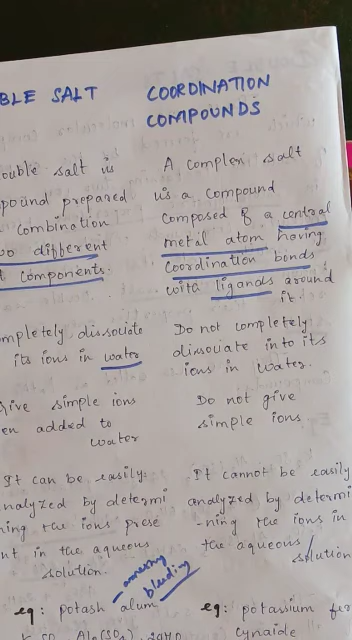 BLE SALT
ouble salt is
pound prepared
combination
wo different
t components.
mpletely dissociate
its ions in water
Give simple ions
en added to
water
It can be easily
nalyzed by determi
ning the ions prese
nt in the aqueous
solution.
eg: potash alum
COORDINATION
COMPOUNDS
A complex salt
is a compound
composed of a central
metal atom having
coordination bonds
with ligands around
it.
Do not completely
dissociate into its
ions in water.
Do not give
simple ions.
It cannot be easily
analyzed by determi
-ning the ions in
the aqueous solution
eg: potassium fer
cynaide
bleeding